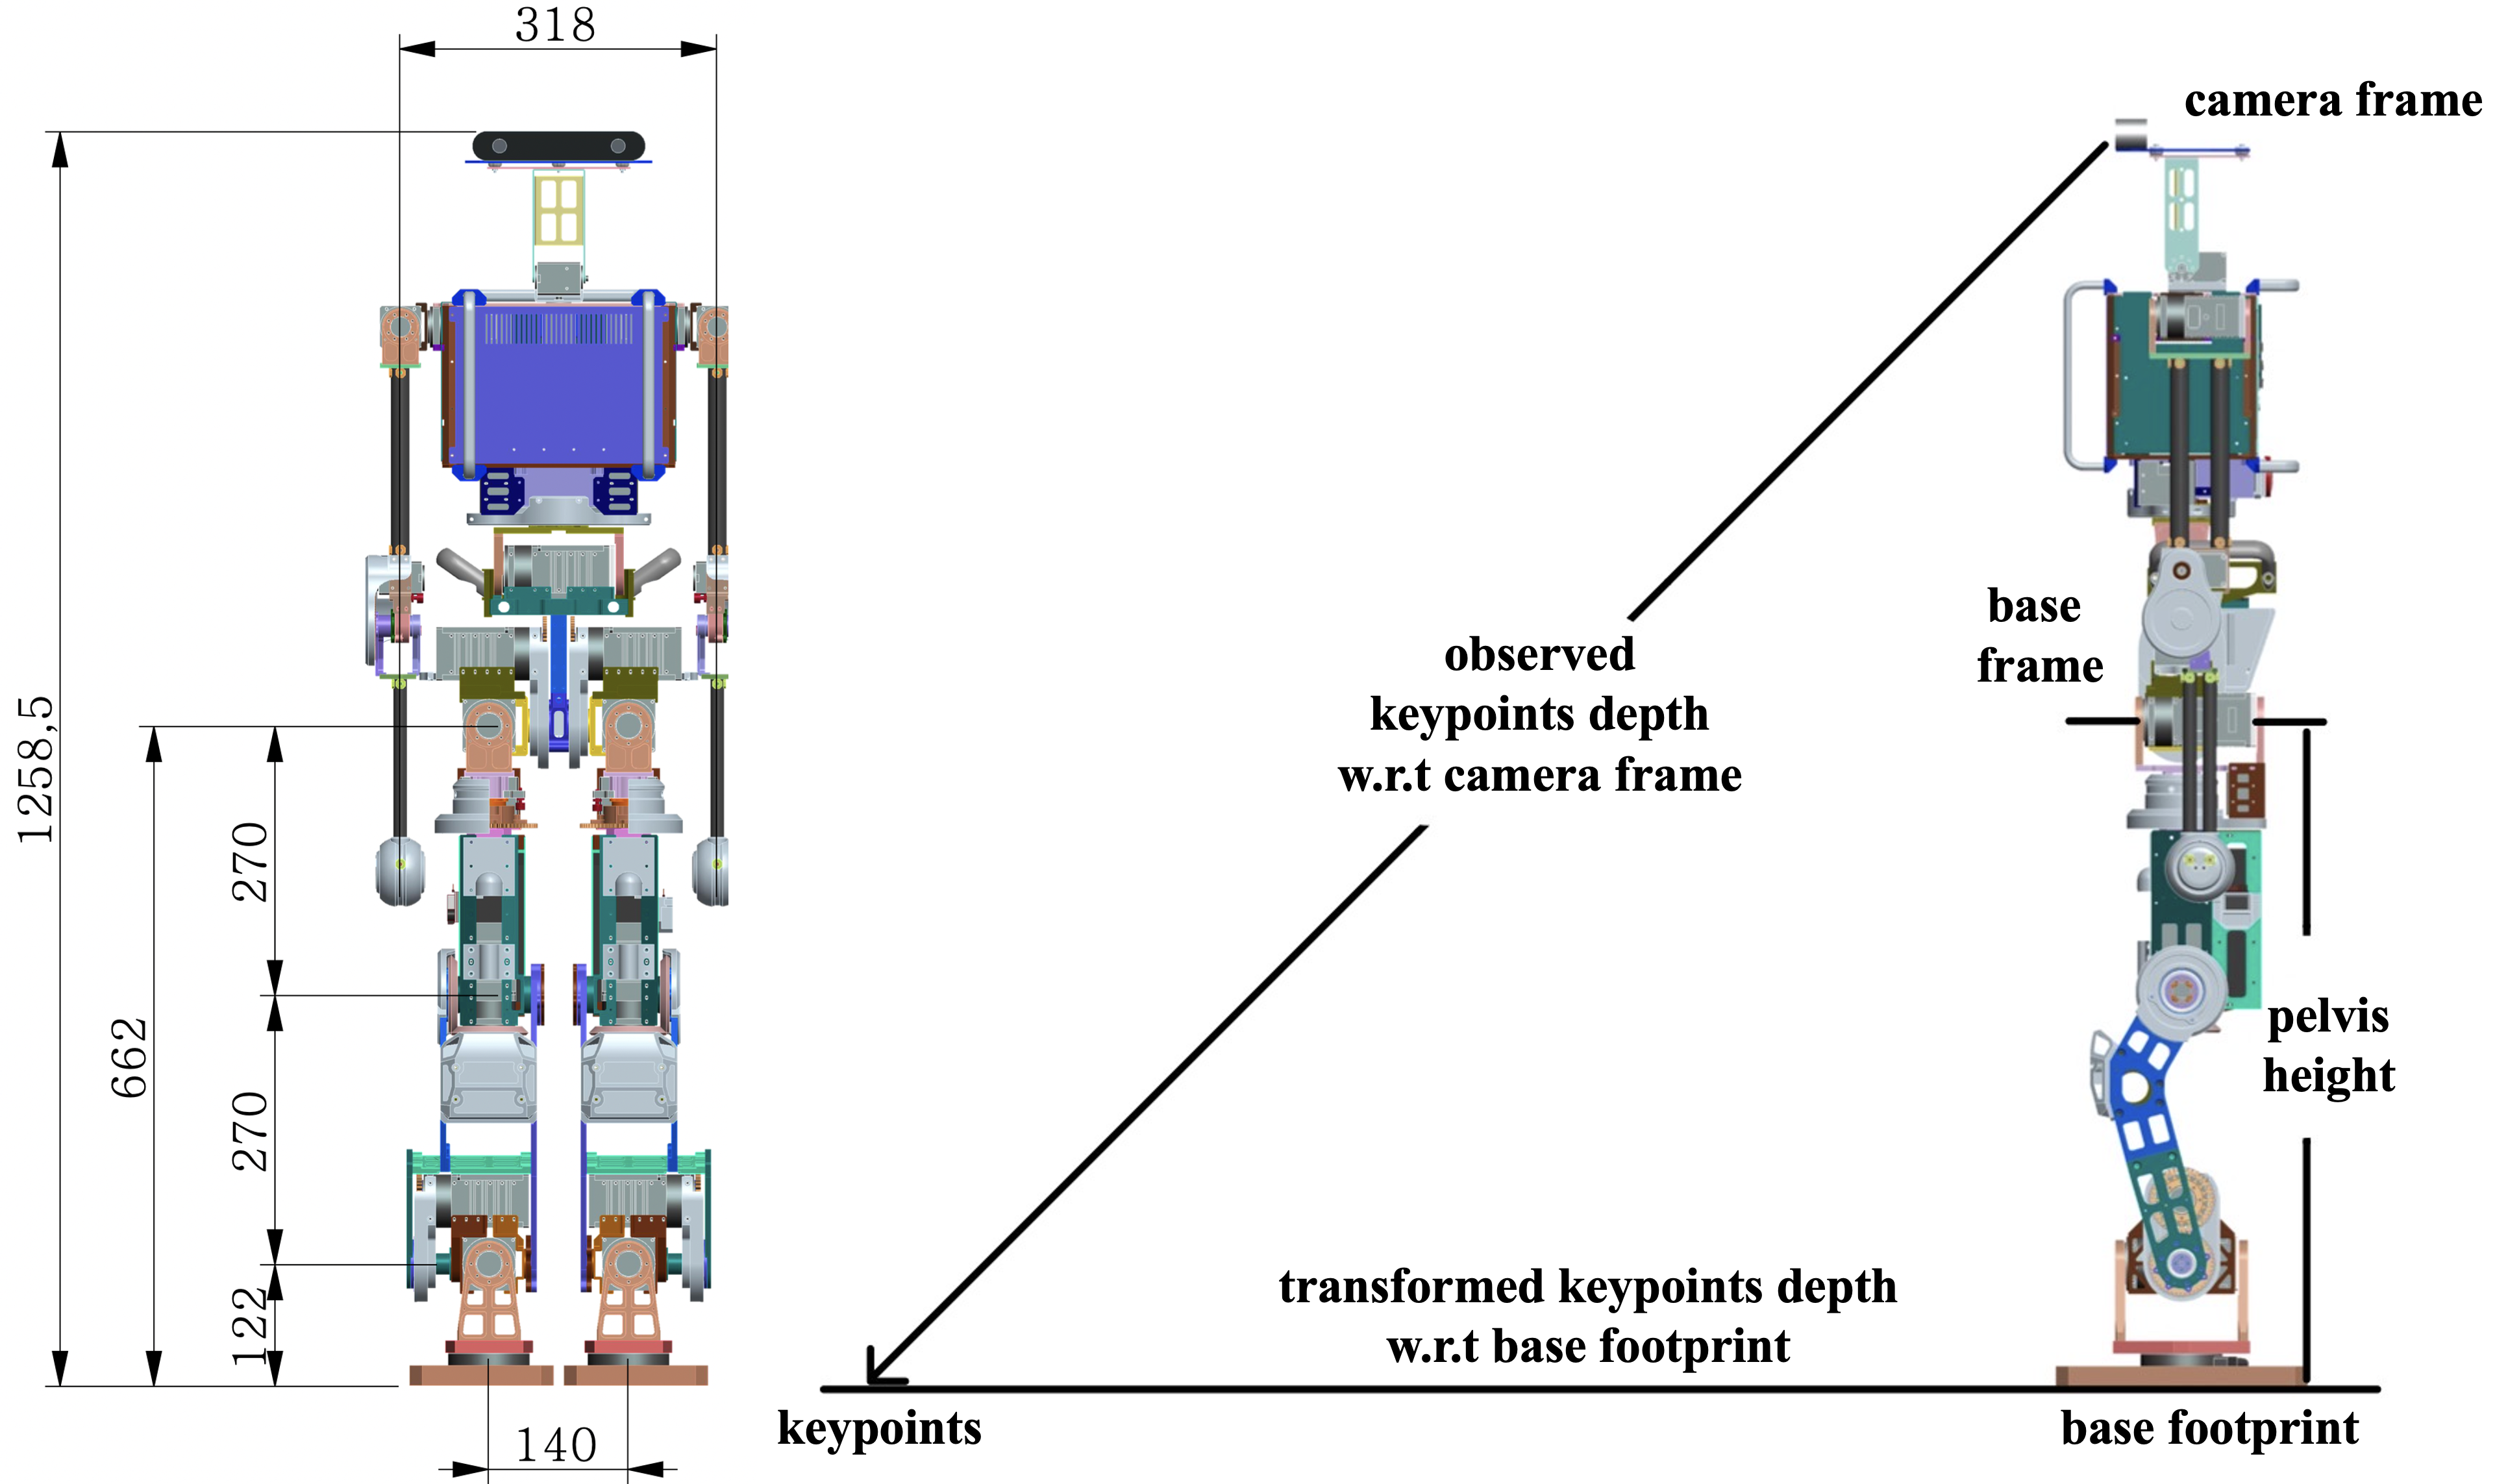 318
camera frame
base
frame
observed
keypoints depth
w.r.t camera frame
1258,5
662
270
270
122
pelvis
height
transformed keypoints depth
w.r.t base footprint
keypoints
base footprint
140